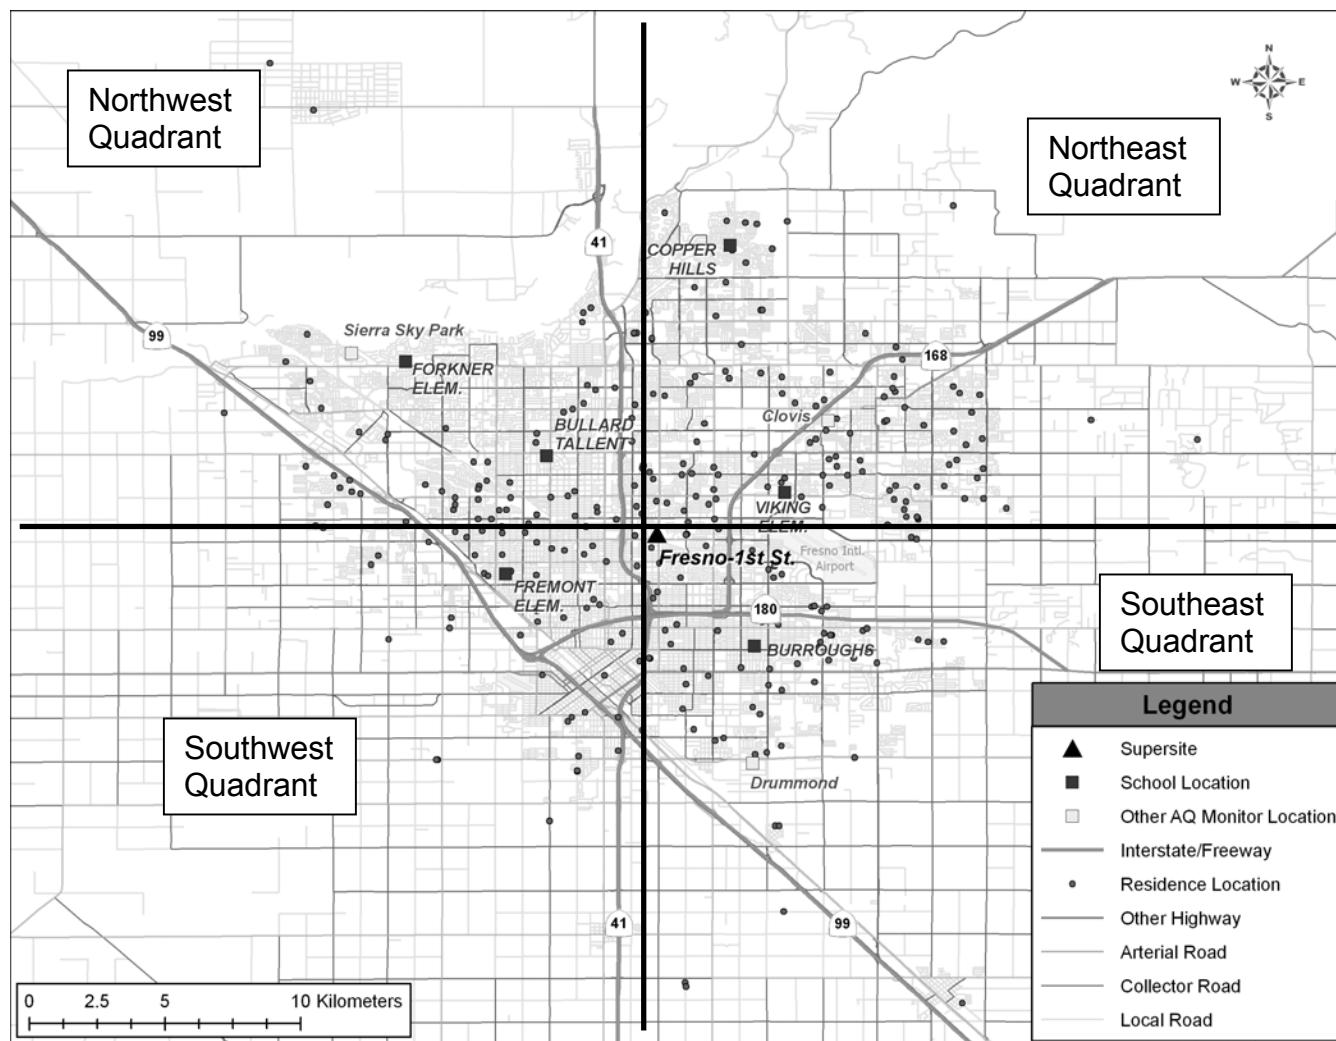 N
W E
S
Northwest
Quadrant
Northeast
Quadrant
41
COPPER
HILLS
99
Sierra Sky Park
FORKNER
ELEM.
168
Clovis
BULLARD
TALLENT
VIKING
ELEM.
Fresno-1st St.
Fresno Intl.
Airport
FREMONT
ELEM.
180
BURROUGHS
Southeast
Quadrant
Southwest
Quadrant
Drummond
41
99
Legend
Supersite
School Location
Other AQ Monitor Location
Interstate/Freeway
Residence Location
Other Highway
Arterial Road
Collector Road
Local Road
0 2.5 5 10 Kilometers